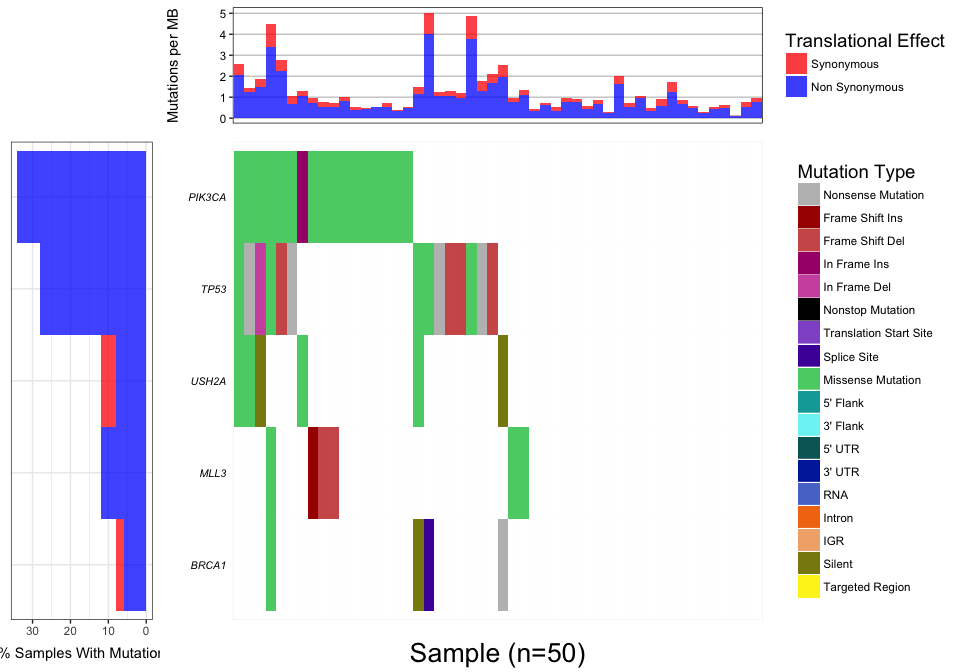 Mutations per MB
5
4
3
2
1
0
Translational Effect
Synonymous
Non Synonymous
PIK3CA
TP53
USH2A
MLL3
BRCA1
Mutation Type
Nonsense Mutation
Frame Shift Ins
Frame Shift Del
In Frame Ins
In Frame Del
Nonstop Mutation
Translation Start Site
Splice Site
Missense Mutation
5' Flank
3' Flank
5' UTR
3' UTR
RNA
Intron
IGR
Silent
Targeted Region
30 20 10 0
% Samples With Mutation
Sample (n=50)